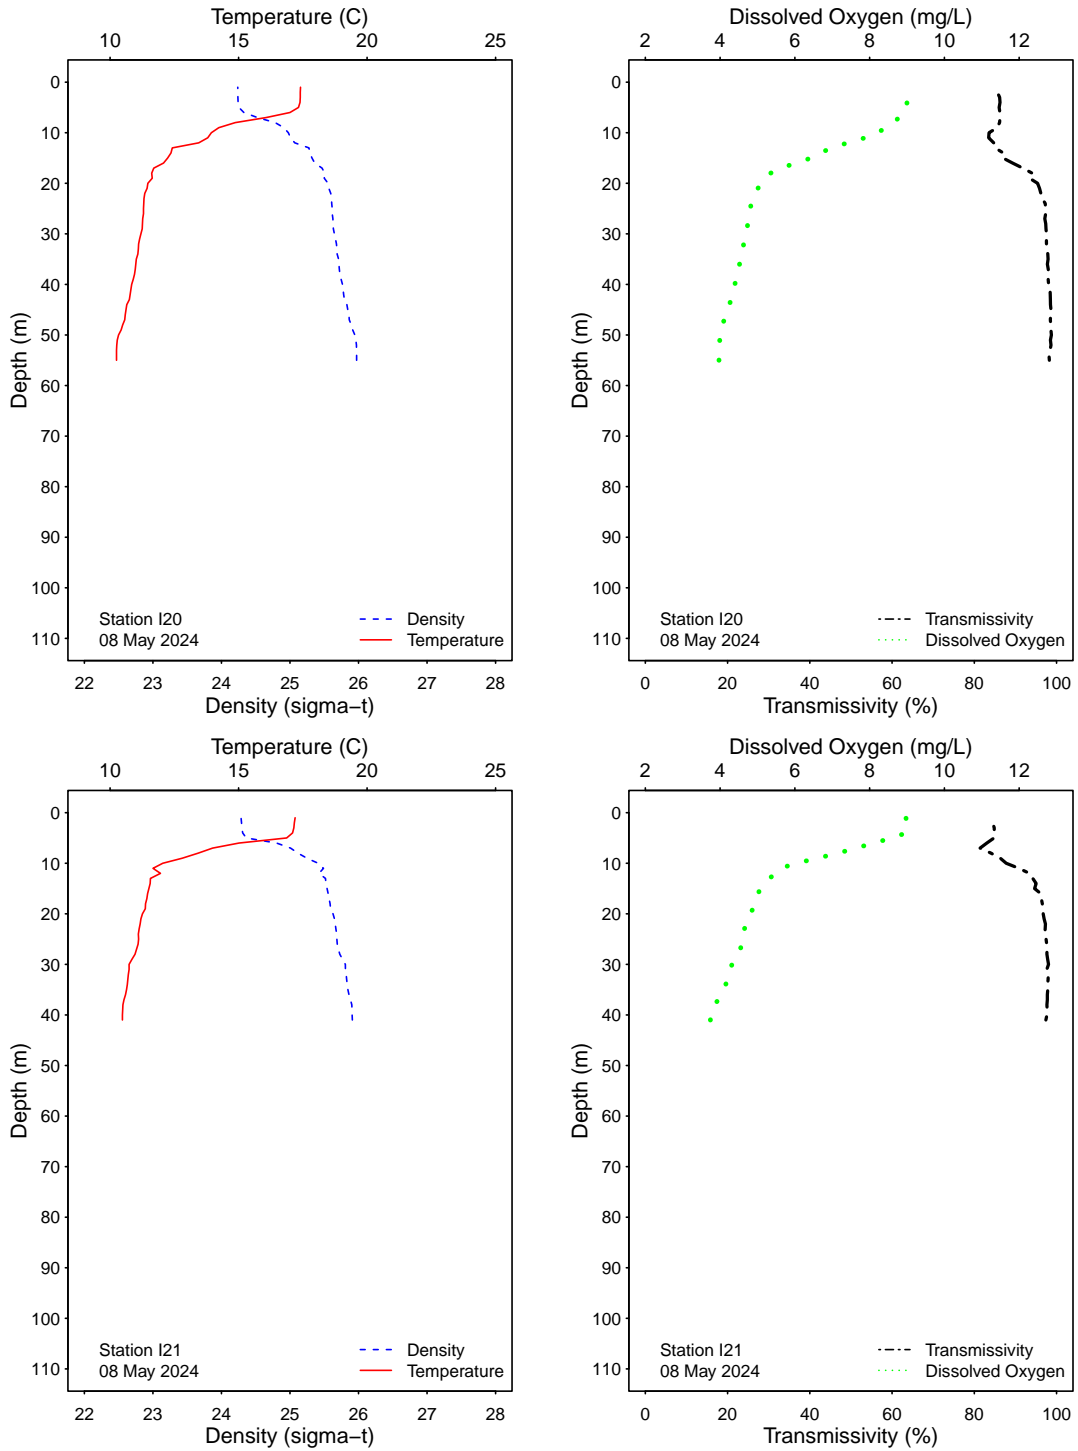 Temperature (C)
10 15 20 25
0
10
20
30
40
50
60
70
80
90
100
110
Depth (m)
Station I20
08 May 2024
Density
Temperature
22 23 24 25 26 27 28
Density (sigma−t)
Dissolved Oxygen (mg/L)
2 4 6 8 10 12
0
10
20
30
40
50
60
70
80
90
100
110
Depth (m)
Station I20
08 May 2024
Transmissivity
Dissolved Oxygen
0 20 40 60 80 100
Transmissivity (%)
Temperature (C)
10 15 20 25
0
10
20
30
40
50
60
70
80
90
100
110
Depth (m)
Station I21
08 May 2024
Density
Temperature
22 23 24 25 26 27 28
Density (sigma−t)
Dissolved Oxygen (mg/L)
2 4 6 8 10 12
0
10
20
30
40
50
60
70
80
90
100
110
Depth (m)
Station I21
08 May 2024
Transmissivity
Dissolved Oxygen
0 20 40 60 80 100
Transmissivity (%)